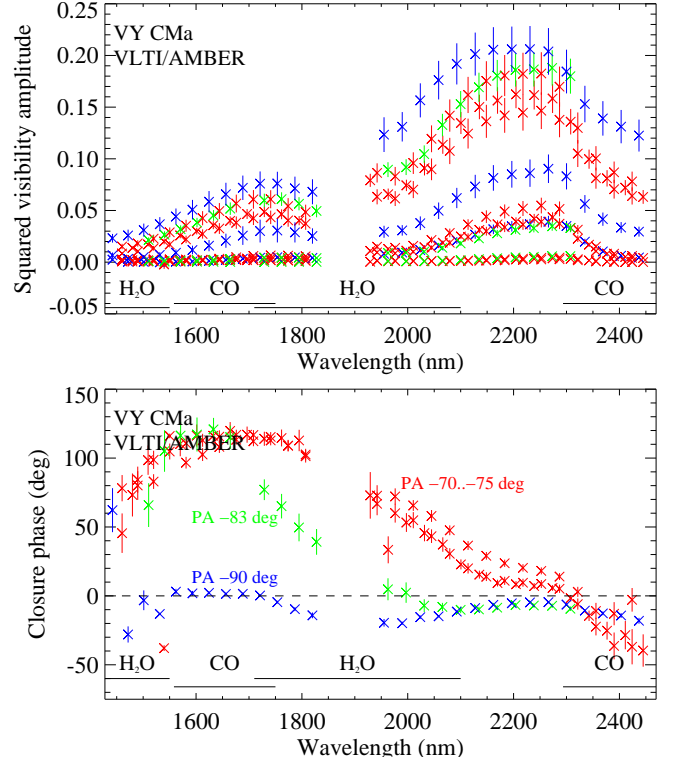 0.25
0.20
0.15
0.10
0.05
0.00
-0.05
Squared visibility amplitude
VY CMa
VLTI/AMBER
H₂O
CO
H₂O
CO
1600
1800
2000
2200
2400
Wavelength (nm)
150
100
50
0
-50
Closure phase (deg)
VY CMa
VLTI/AMBER
PA −70..−75 deg
PA −83 deg
PA −90 deg
H₂O
CO
H₂O
CO
1600
1800
2000
2200
2400
Wavelength (nm)